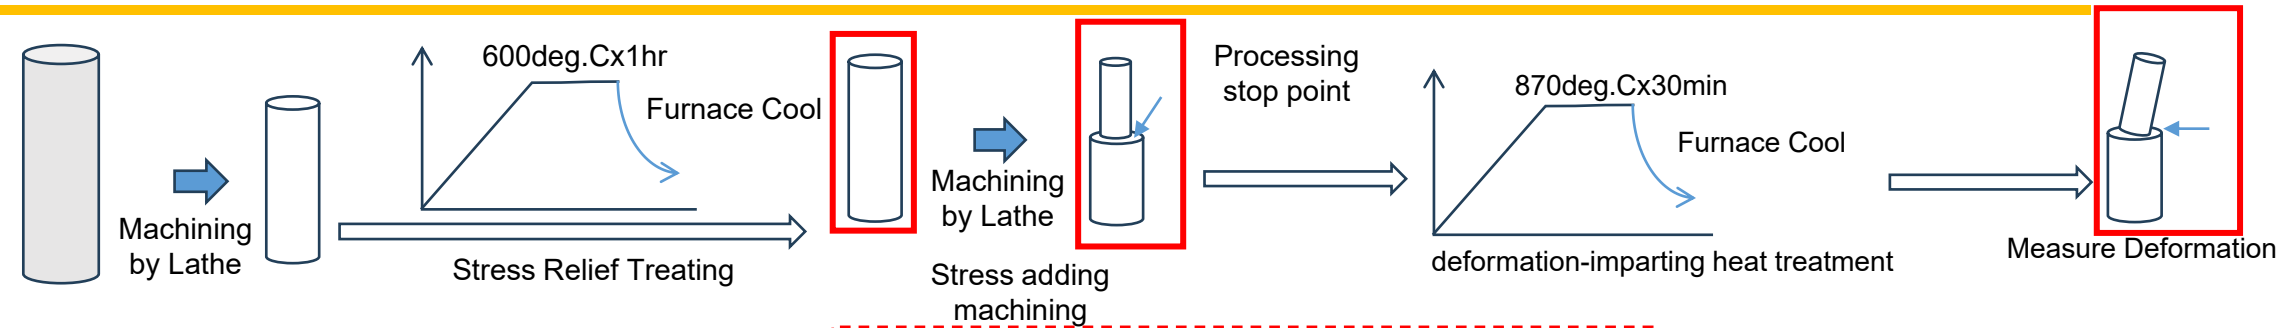 Machining
by Lathe
600deg.Cx1hr
Furnace Cool
Stress Relief Treating
Machining
by Lathe
Stress adding
machining
Processing
stop point
870deg.Cx30min
Furnace Cool
deformation-imparting heat treatment
Measure Deformation